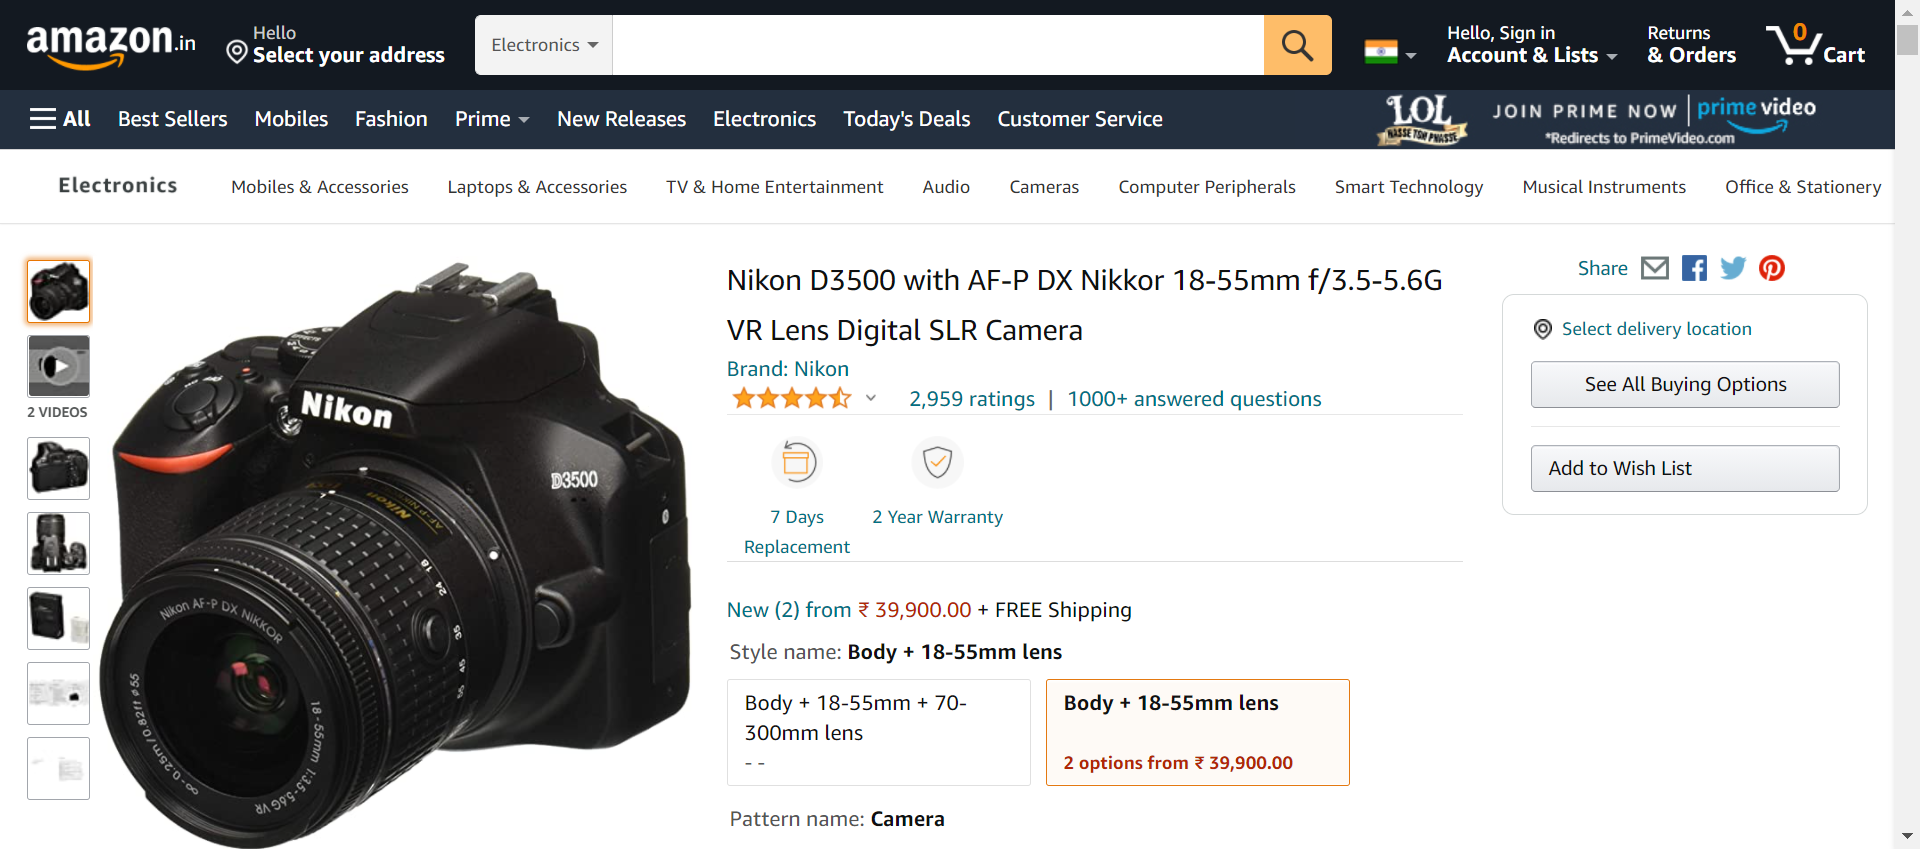 amazon.in
Hello
Select your address
Electronics
Hello, Sign in
Account & Lists
Returns
& Orders
0
Cart
All
Best Sellers
Mobiles
Fashion
Prime
New Releases
Electronics
Today's Deals
Customer Service
LOL
HASSE TOH PHASSE
JOIN PRIME NOW
prime video
*Redirects to PrimeVideo.com
Electronics
Mobiles & Accessories
Laptops & Accessories
TV & Home Entertainment
Audio
Cameras
Computer Peripherals
Smart Technology
Musical Instruments
Office & Stationery
2 VIDEOS
Nikon
D3500
Nikon
24 18
35
45
55
Nikon AF-P DX NIKKOR
18-55mm 1:3.5-5.6G VR
∞-0.25m/0.82ft ø55
Nikon D3500 with AF-P DX Nikkor 18-55mm f/3.5-5.6G
VR Lens Digital SLR Camera
Brand: Nikon
2,959 ratings | 1000+ answered questions
7 Days
Replacement
2 Year Warranty
New (2) from ₹ 39,900.00 + FREE Shipping
Style name: Body + 18-55mm lens
Body + 18-55mm + 70-
300mm lens
- -
Body + 18-55mm lens
2 options from ₹ 39,900.00
Pattern name: Camera
Share
Select delivery location
See All Buying Options
Add to Wish List